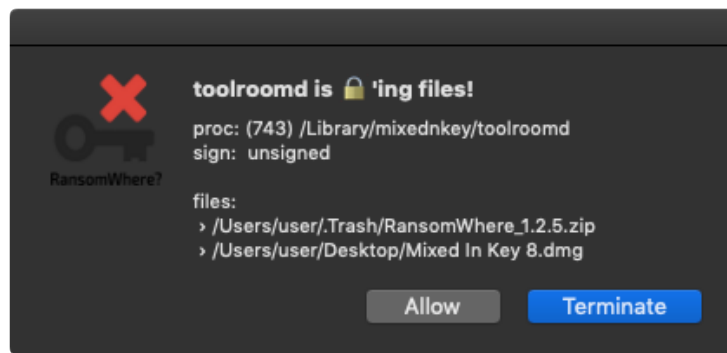 toolroomd is 🔒 'ing files!
proc: (743) /Library/mixednkey/toolroomd
sign: unsigned
RansomWhere?
files:
› /Users/user/.Trash/RansomWhere_1.2.5.zip
› /Users/user/Desktop/Mixed In Key 8.dmg
Allow
Terminate